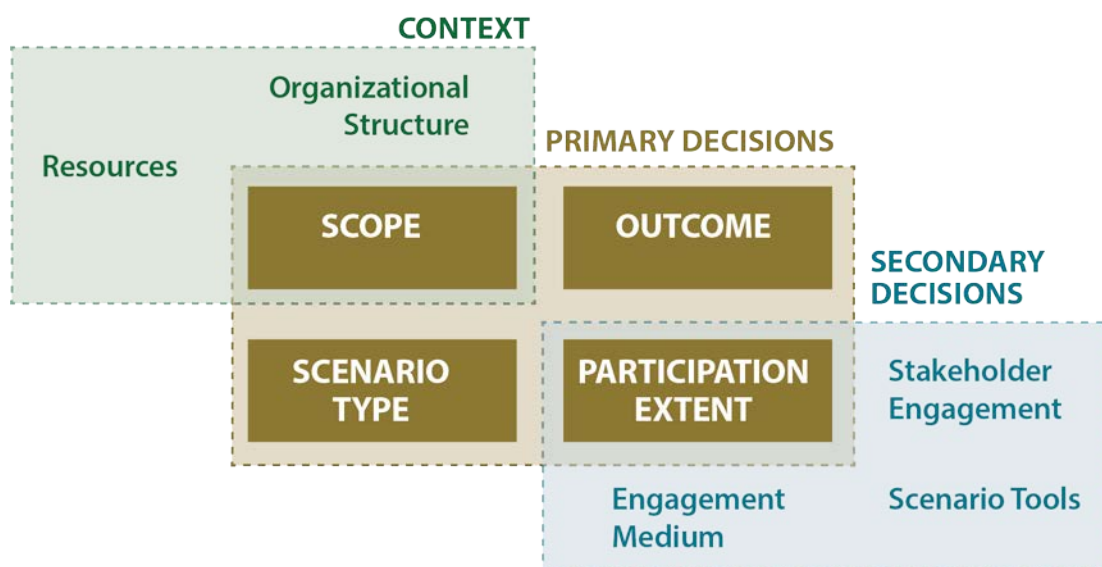 CONTEXT
Organizational
Structure
Resources
PRIMARY DECISIONS
SCOPE
OUTCOME
SCENARIO
TYPE
PARTICIPATION
EXTENT
SECONDARY
DECISIONS
Stakeholder
Engagement
Engagement
Medium
Scenario Tools